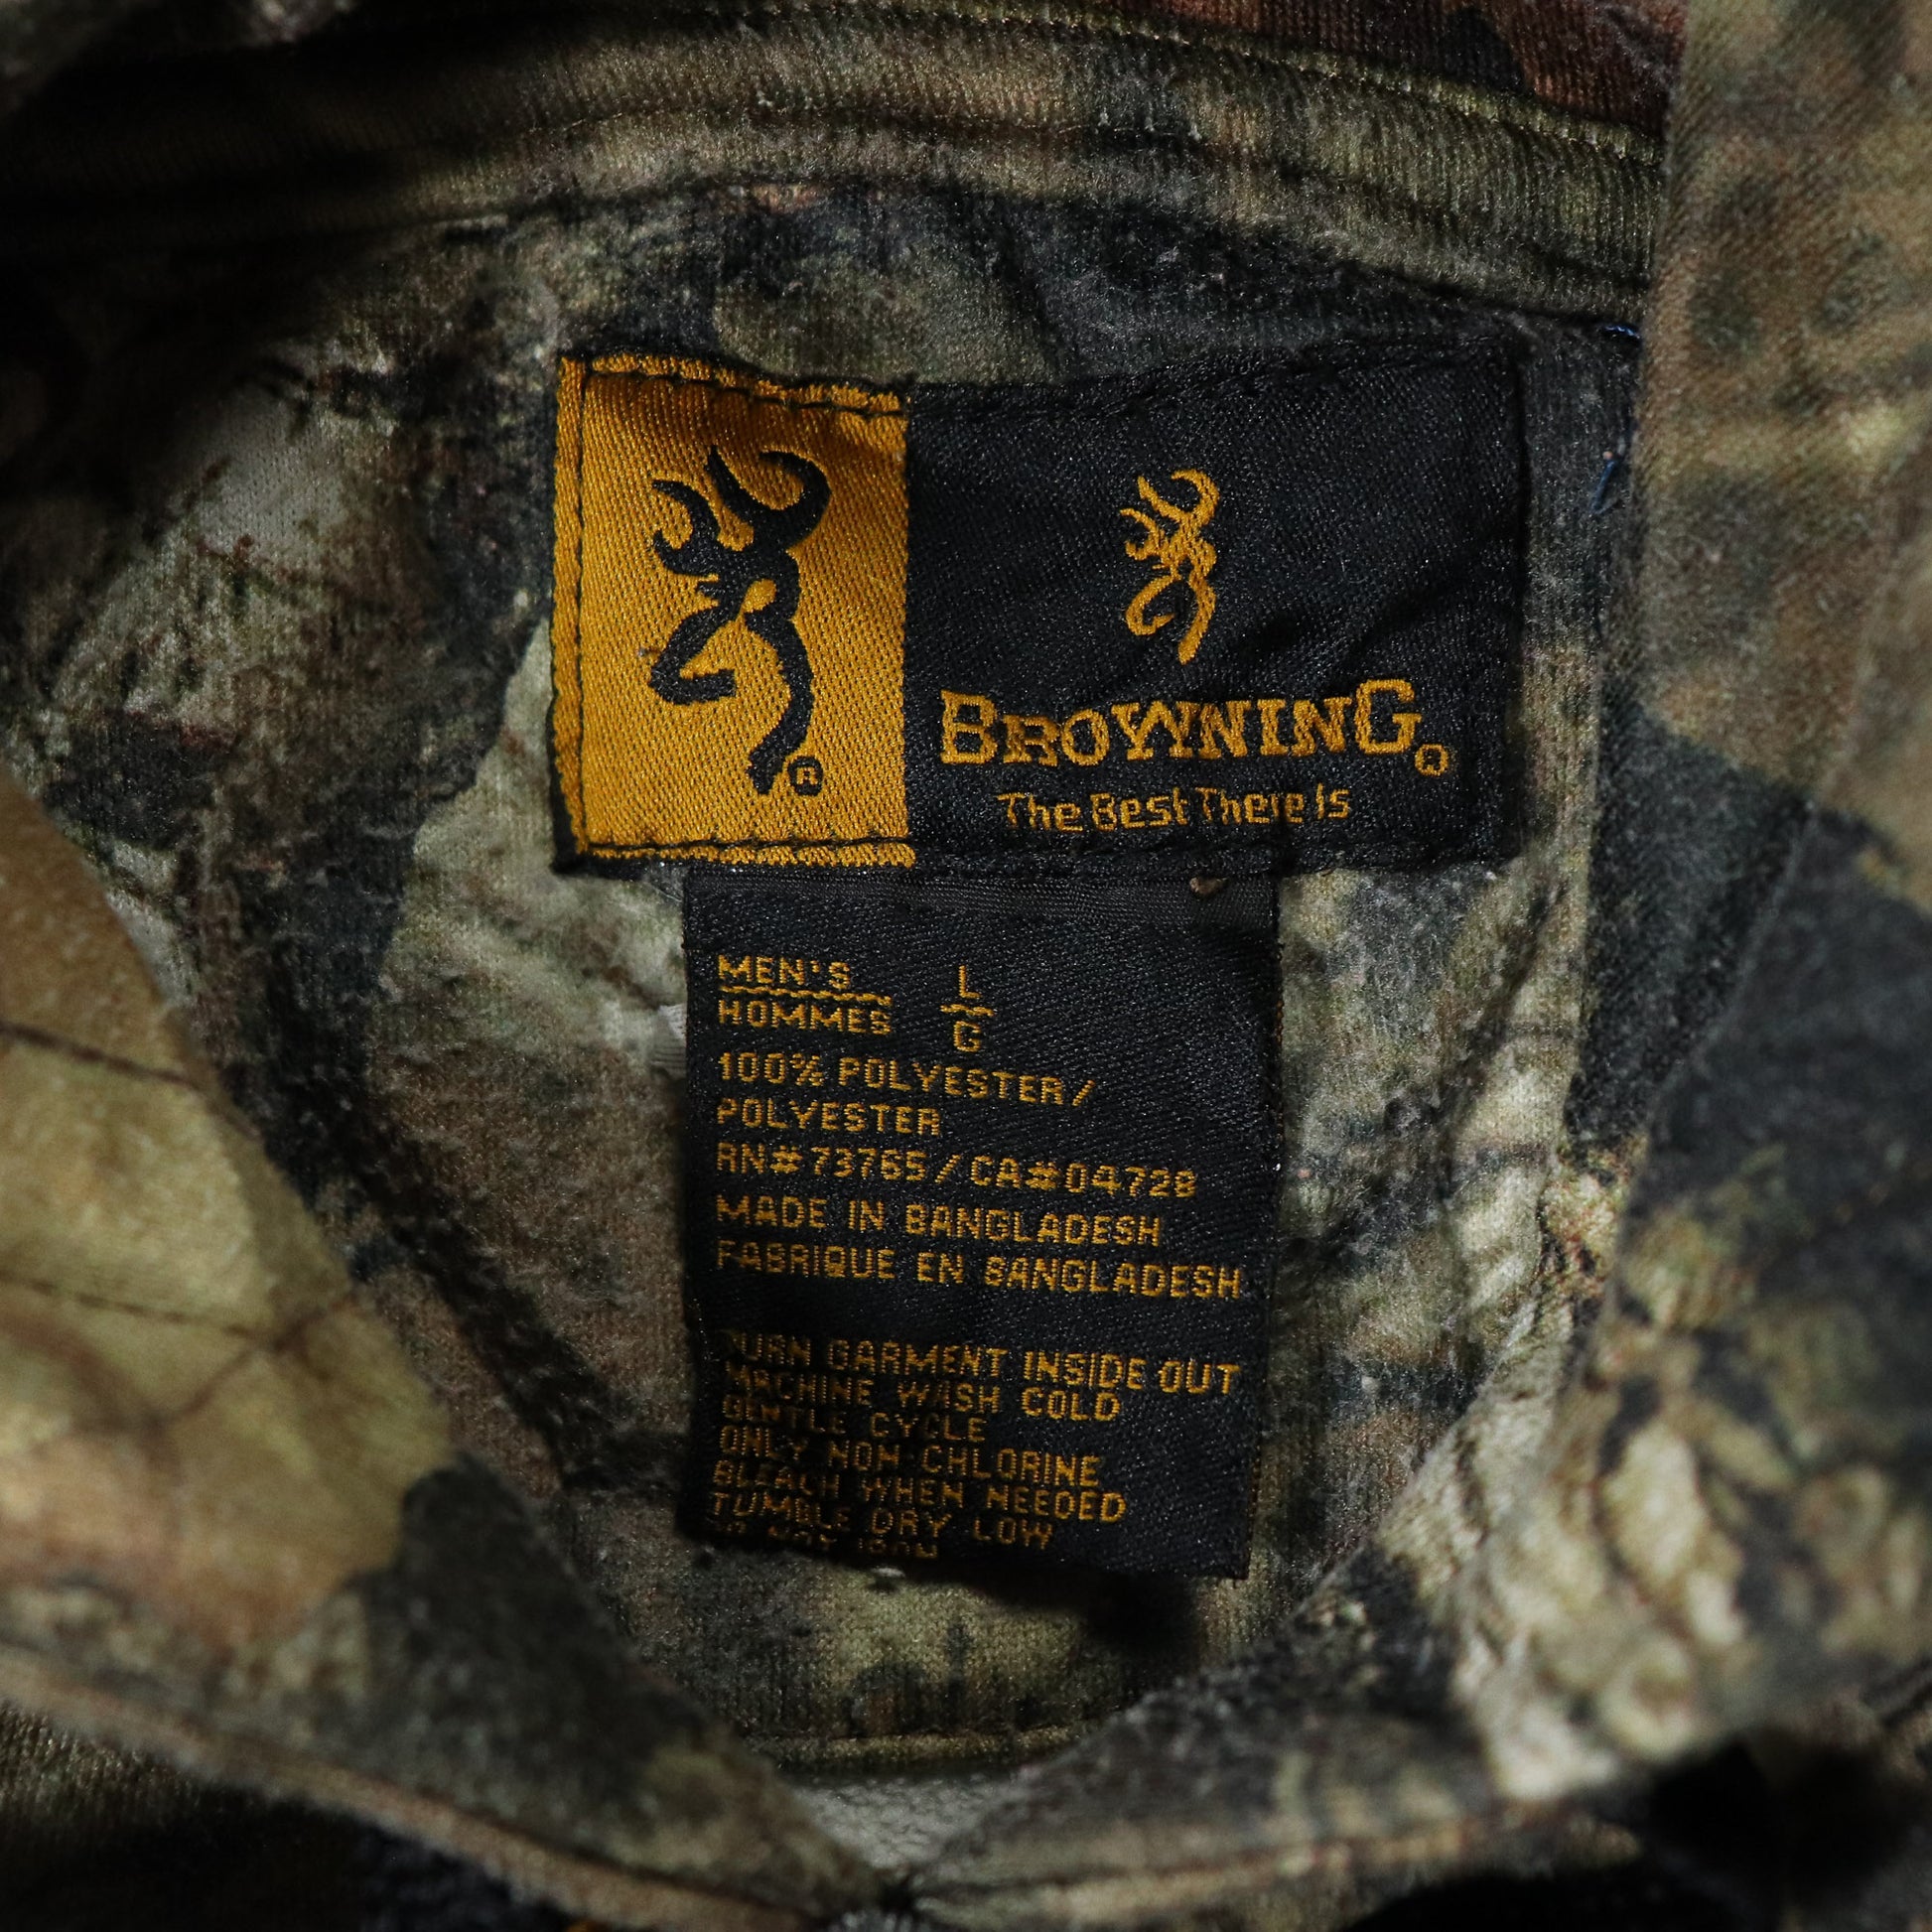 ®
BROWNING®
The Best There Is
MEN'S L
HOMMES G
100% POLYESTER/
POLYESTER
RN#73765/CA#04728
MADE IN BANGLADESH
FABRIQUE EN BANGLADESH
TURN GARMENT INSIDE OUT
MACHINE WASH COLD
GENTLE CYCLE
ONLY NON-CHLORINE
BLEACH WHEN NEEDED
TUMBLE DRY LOW